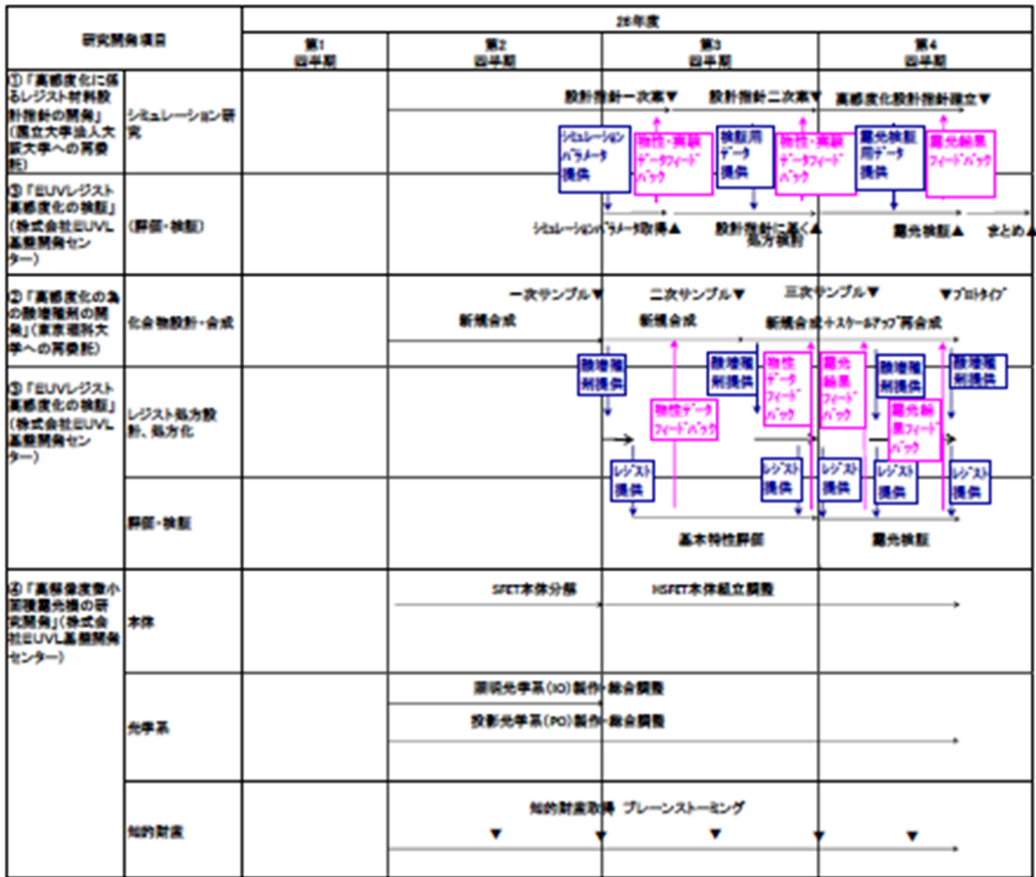 研究開発項目
26年度
第1
四半期
第2
四半期
第3
四半期
第4
四半期
①「高感度化に係
るレジスト材料設
計指針の開発」
(国立大学法人大
阪大学への再委
託)
シミュレーション研
究
設計指針一次案▼
設計指針二次案▼
高感度化設計指針確立▼
シミュレーション
パラメータ
提供
物性・実験
データフィード
バック
検証用
データ
提供
物性・実験
データフィード
バック
露光検証
用データ
提供
露光結果
フィードバック
③「EUVレジスト
高感度化の検証」
(株式会社EUVL
基盤開発セン
ター)
(評価・検証)
シミュレーションパラメータ取得▲
設計指針に基く▲
処方検討
露光検証▲
まとめ▲
②「高感度化の為
の酸増殖剤の開
発」(東京理科大
学への再委託)
化合物設計・合成
一次サンプル▼
二次サンプル▼
三次サンプル▼
▼プロトタイプ
新規合成
新規合成
新規合成+スケールアップ再合成
酸増殖
剤提供
酸増殖
剤提供
物性
データ
フィード
バック
露光
結果
フィード
バック
酸増殖
剤提供
酸増殖
剤提供
③「EUVレジスト
高感度化の検証」
(株式会社EUVL
基盤開発セン
ター)
レジスト処方設
計、処方化
物性データ
フィードバック
露光結
果フィード
バック
レジスト
提供
レジスト
提供
レジスト
提供
レジスト
提供
レジスト
提供
評価・検証
基本特性評価
露光検証
④「高解像度微小
面積露光機の研
究開発」(株式会
社EUVL基盤開発
センター)
本体
SFET本体分解
HSFET本体組立調整
光学系
照明光学系(IO)製作・総合調整
投影光学系(PO)製作・総合調整
知的財産
知的財産取得 ブレーンストーミング
▼ ▼ ▼ ▼ ▼